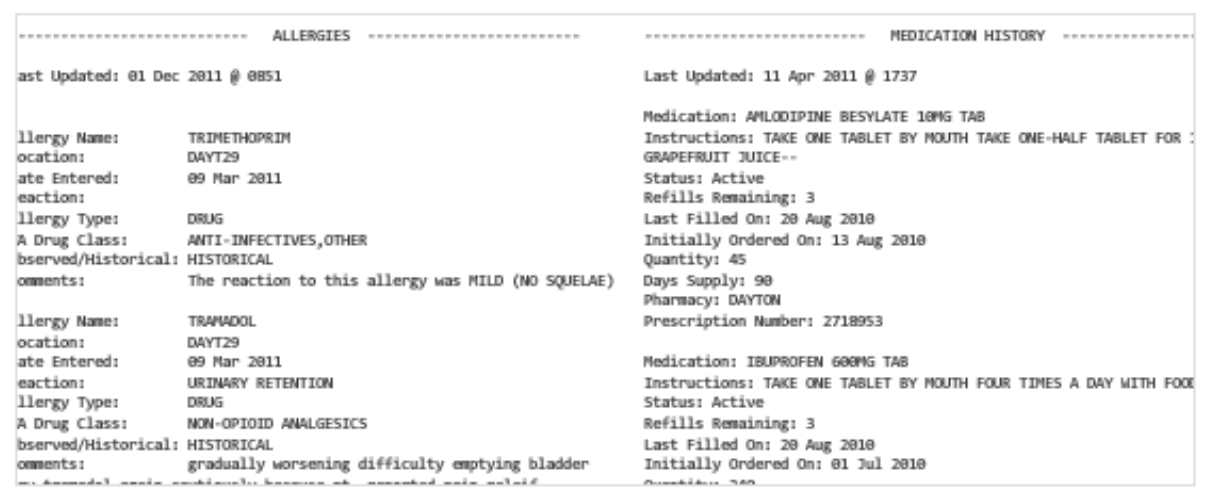 --------------------------- ALLERGIES -------------------------
ast Updated: 01 Dec 2011 @ 0851
llergy Name: TRIMETHOPRIM
ocation: DAYT29
ate Entered: 09 Mar 2011
eaction:
llergy Type: DRUG
A Drug Class: ANTI-INFECTIVES,OTHER
bserved/Historical: HISTORICAL
omments: The reaction to this allergy was MILD (NO SQUELAE)
llergy Name: TRAMADOL
ocation: DAYT29
ate Entered: 09 Mar 2011
eaction: URINARY RETENTION
llergy Type: DRUG
A Drug Class: NON-OPIOID ANALGESICS
bserved/Historical: HISTORICAL
omments: gradually worsening difficulty emptying bladder
-------------------------- MEDICATION HISTORY ----------------
Last Updated: 11 Apr 2011 @ 1737
Medication: AMLODIPINE BESYLATE 10MG TAB
Instructions: TAKE ONE TABLET BY MOUTH TAKE ONE-HALF TABLET FOR
GRAPEFRUIT JUICE--
Status: Active
Refills Remaining: 3
Last Filled On: 20 Aug 2010
Initially Ordered On: 13 Aug 2010
Quantity: 45
Days Supply: 90
Pharmacy: DAYTON
Prescription Number: 2718953
Medication: IBUPROFEN 600MG TAB
Instructions: TAKE ONE TABLET BY MOUTH FOUR TIMES A DAY WITH FOOD
Status: Active
Refills Remaining: 3
Last Filled On: 20 Aug 2010
Initially Ordered On: 01 Jul 2010